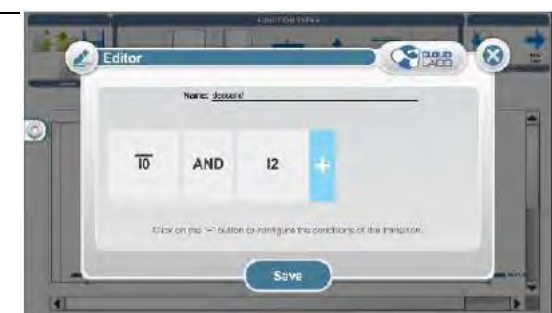 FUNCTION TYPES
Editor
CLOUD
LABS
Name: descend
I0 AND I2 +
Click on the "+" button to configure the conditions of the transition.
Save